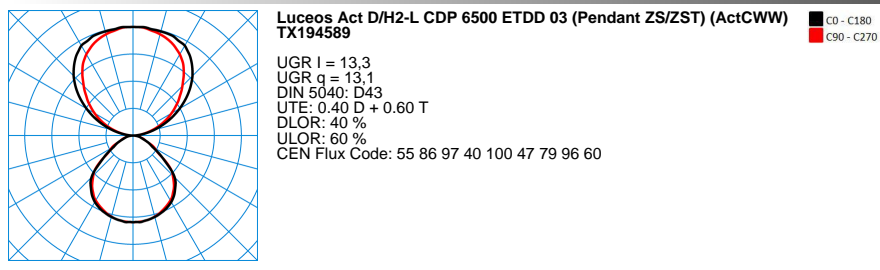 Luceos Act D/H2-L CDP 6500 ETDD 03 (Pendant ZS/ZST) (ActCWW)
TX194589
C0 - C180
C90 - C270
UGR l = 13,3
UGR q = 13,1
DIN 5040: D43
UTE: 0.40 D + 0.60 T
DLOR: 40 %
ULOR: 60 %
CEN Flux Code: 55 86 97 40 100 47 79 96 60